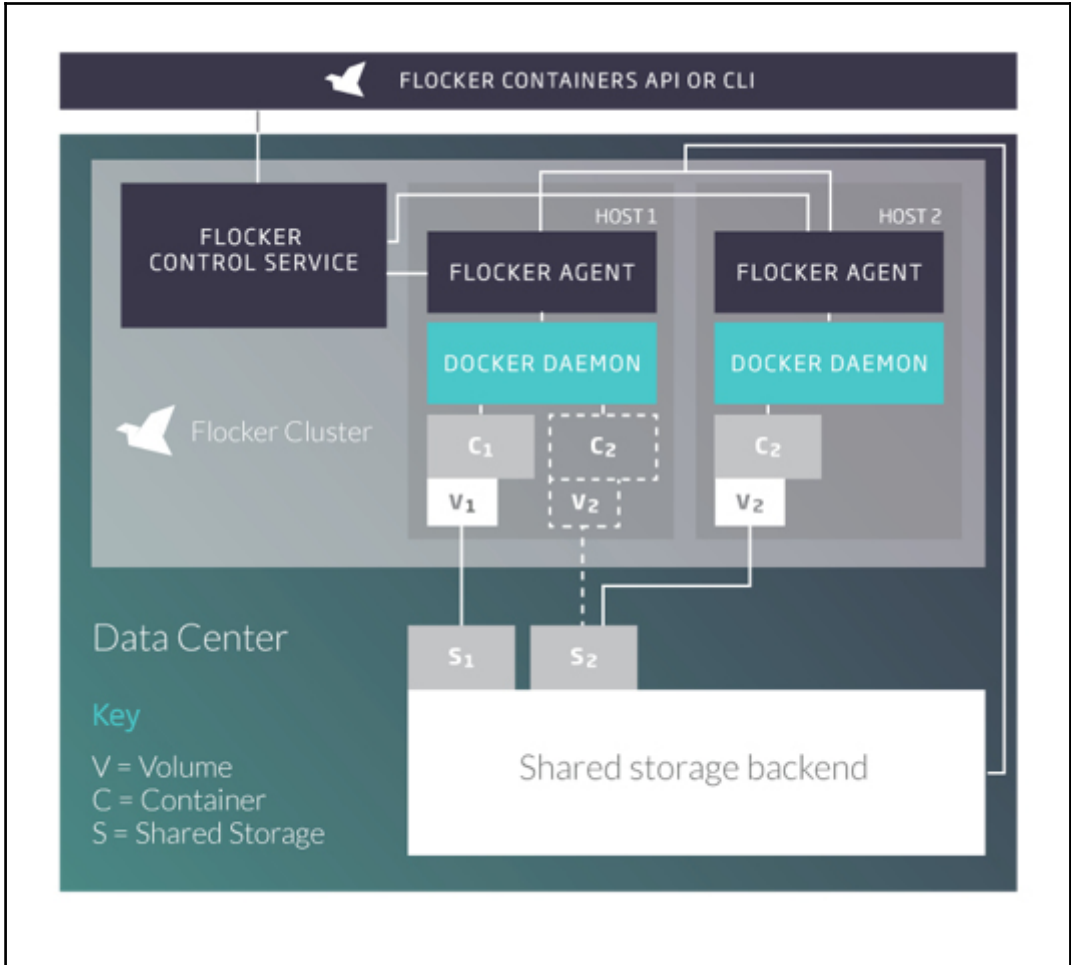 FLOCKER CONTAINERS API OR CLI
FLOCKER
CONTROL SERVICE
HOST 1
FLOCKER AGENT
DOCKER DAEMON
C1
C2
V1
V2
HOST 2
FLOCKER AGENT
DOCKER DAEMON
C2
V2
Flocker Cluster
Data Center
S1
S2
Shared storage backend
Key
V = Volume
C = Container
S = Shared Storage